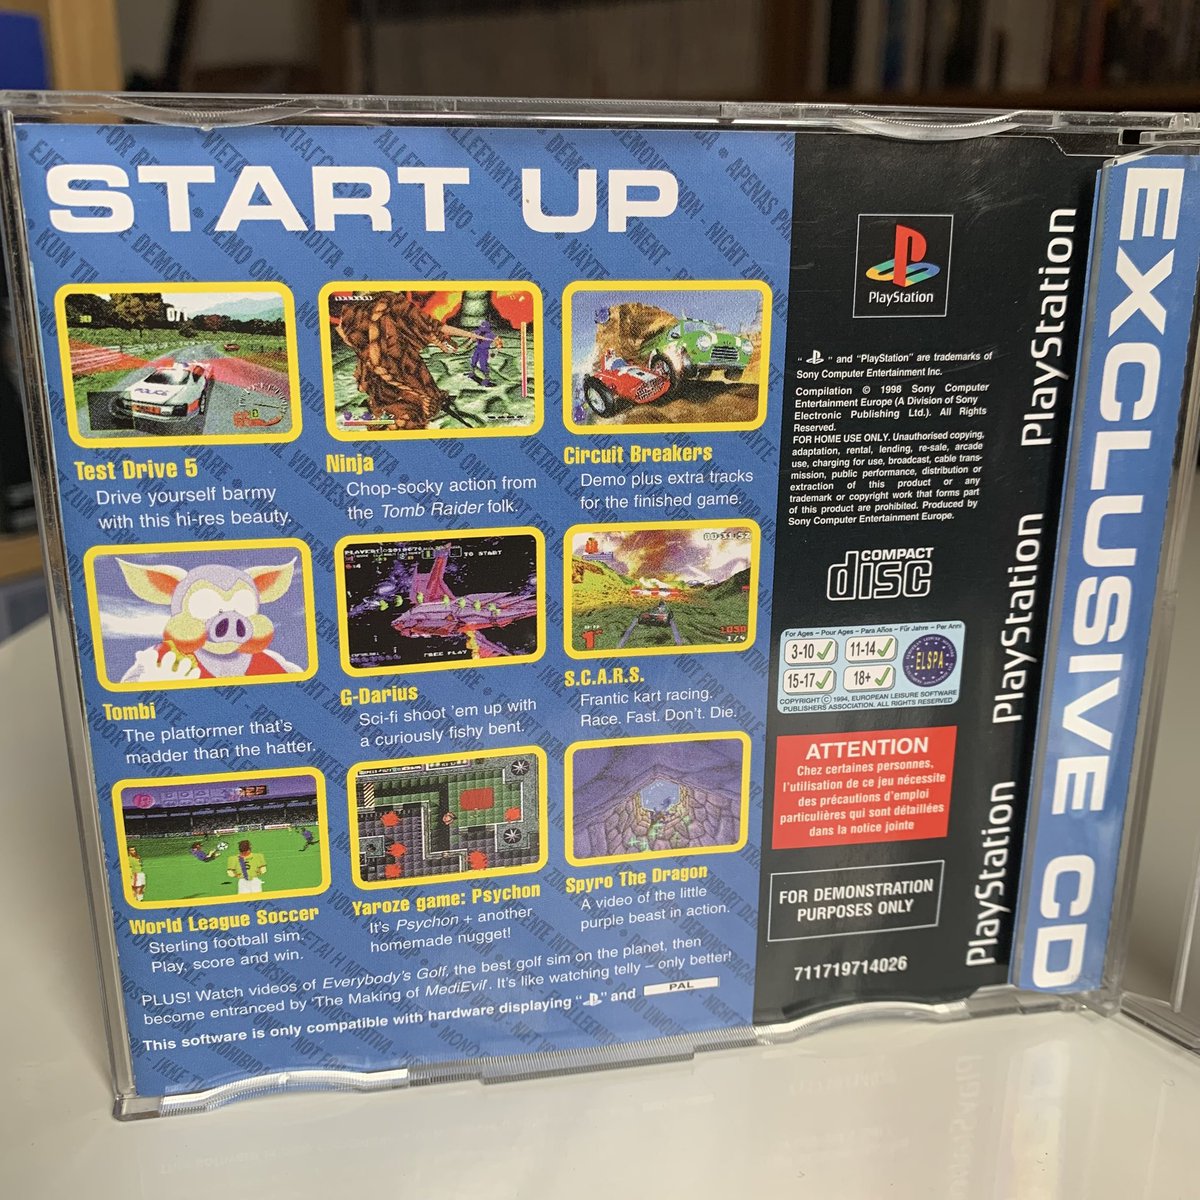 START UP
Test Drive 5
Drive yourself barmy
with this hi-res beauty.
Ninja
Chop-socky action from
the Tomb Raider folk.
Circuit Breakers
Demo plus extra tracks
for the finished game.
Tombi
The platformer that's
madder than the hatter.
G-Darius
Sci-fi shoot 'em up with
a curiously fishy bent.
S.C.A.R.S.
Frantic kart racing.
Race. Fast. Don't. Die.
World League Soccer
Sterling football sim.
Play, score and win.
Yaroze game: Psychon
It's Psychon + another
homemade nugget!
Spyro The Dragon
A video of the little
purple beast in action.
PLUS! Watch videos of Everybody's Golf, the best golf sim on the planet, then
become entranced by 'The Making of MediEvil'. It's like watching telly – only better!
This software is only compatible with hardware displaying " " and PAL
PlayStation
" " and "PlayStation" are trademarks of
Sony Computer Entertainment Inc.
Compilation © 1998 Sony Computer
Entertainment Europe (A Division of Sony
Electronic Publishing Ltd.). All Rights
Reserved.
FOR HOME USE ONLY. Unauthorised copying,
adaptation, rental, lending, re-sale, arcade
use, charging for use, broadcast, cable trans-
mission, public performance, distribution or
extraction of this product or any
trademark or copyright work that forms part
of this product are prohibited. Produced by
Sony Computer Entertainment Europe.
COMPACT
disc
For Ages – Pour Ages – Para Años – Für Jahre – Per Anni
3-10 11-14
15-17 18+
ELSPA
COPYRIGHT © 1994, EUROPEAN LEISURE SOFTWARE
PUBLISHERS ASSOCIATION. ALL RIGHTS RESERVED
ATTENTION
Chez certaines personnes,
l'utilisation de ce jeu nécessite
des précautions d'emploi
particulières qui sont détaillées
dans la notice jointe
FOR DEMONSTRATION
PURPOSES ONLY
711719714026
PlayStation PlayStation PlayStation
EXCLUSIVE CD